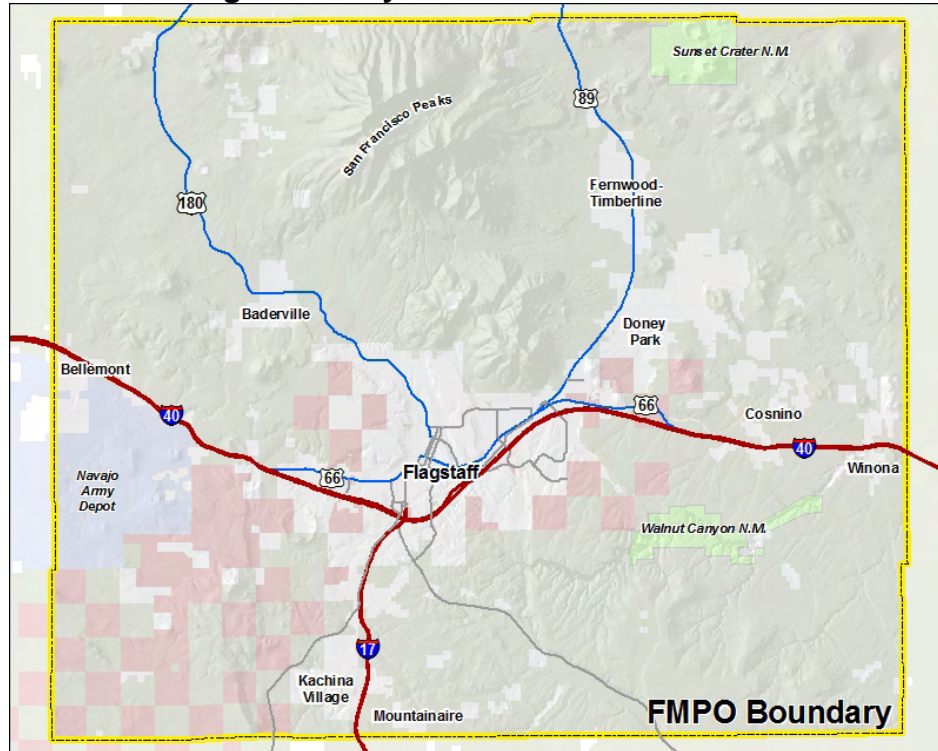 Sunset Crater N.M.
San Francisco Peaks
89
Fernwood-
Timberline
180
Baderville
Doney
Park
Bellemont
40
66
Cosnino
40
Winona
Flagstaff
66
Navajo
Army
Depot
Walnut Canyon N.M.
17
Kachina
Village
Mountainaire
FMPO Boundary